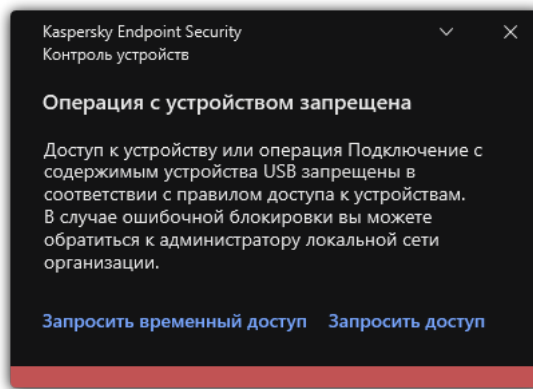 Kaspersky Endpoint Security
Контроль устройств
Операция с устройством запрещена
Доступ к устройству или операция Подключение с
содержимым устройства USB запрещены в
соответствии с правилом доступа к устройствам.
В случае ошибочной блокировки вы можете
обратиться к администратору локальной сети
организации.
Запросить временный доступ Запросить доступ